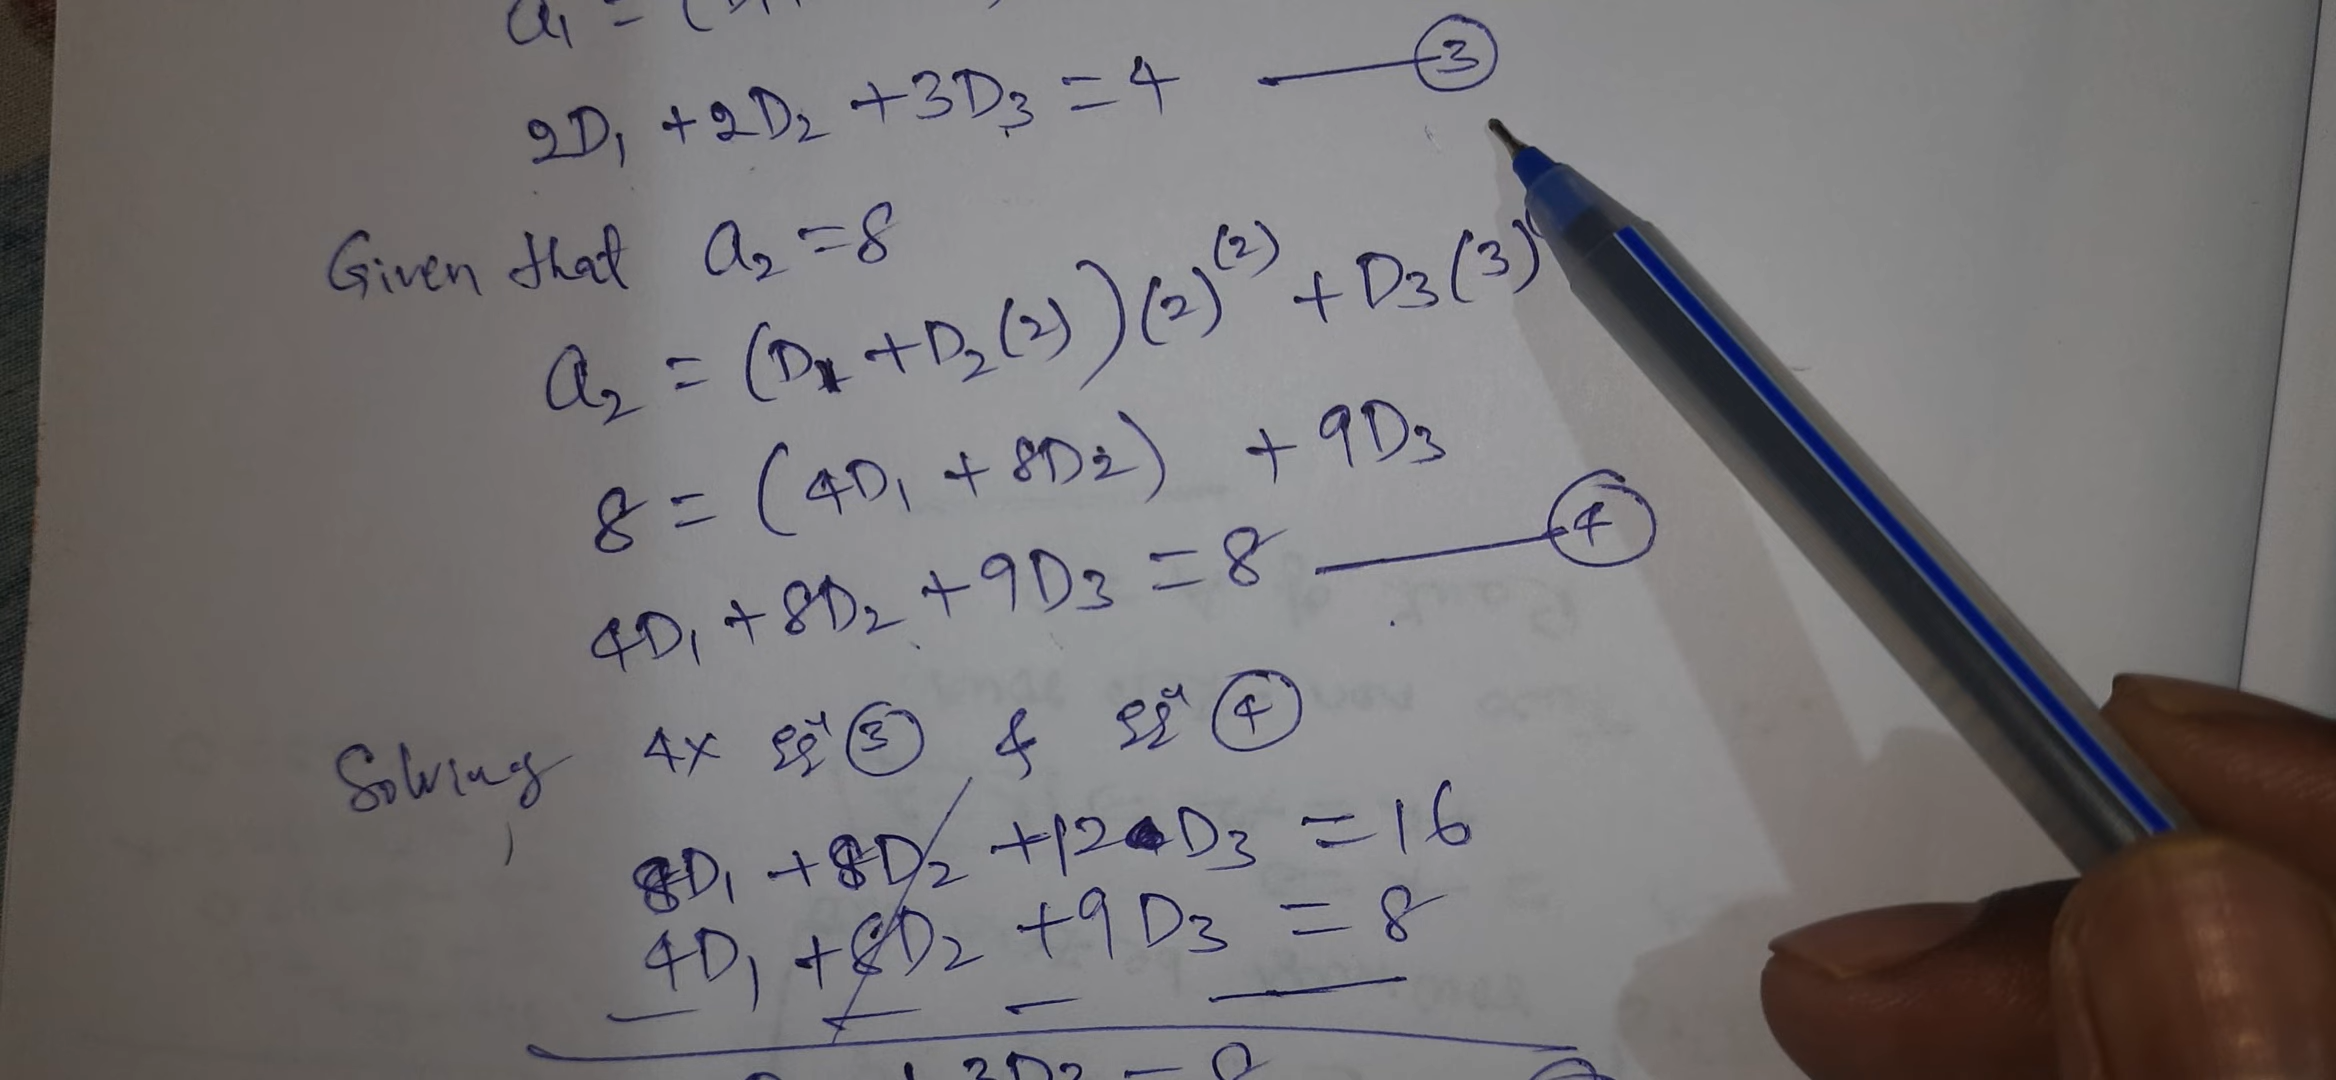 a₁ = (D
2D₁ + 2D₂ + 3D₃ = 4 —— ③
Given that a₂ = 8
a₂ = (D₁ + D₂(2))(2)⁽²⁾ + D₃(3)
8 = (4D₁ + 8D₂) + 9D₃
4D₁ + 8D₂ + 9D₃ = 8 —— ④
Solving 4x Eqⁿ ③ & Eqⁿ ④
8D₁ + 8D₂ + 12D₃ = 16
4D₁ + 8D₂ + 9D₃ = 8